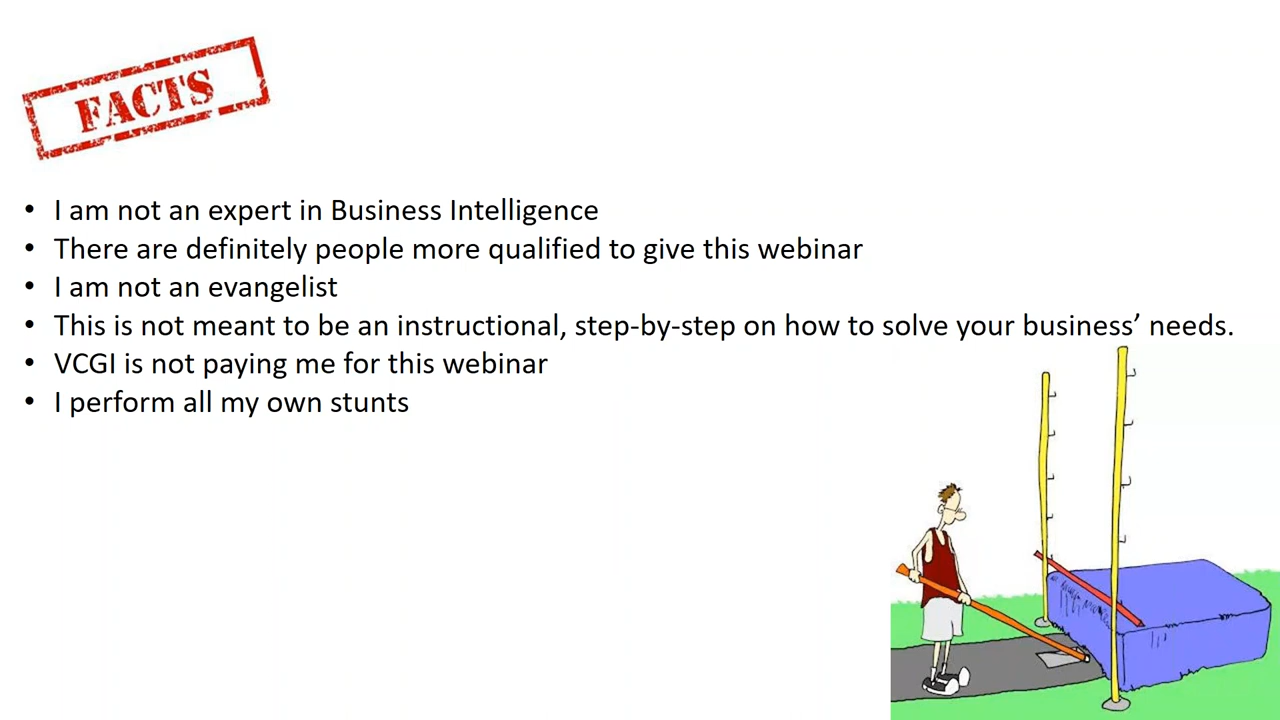 FACTS
• I am not an expert in Business Intelligence
• There are definitely people more qualified to give this webinar
• I am not an evangelist
• This is not meant to be an instructional, step-by-step on how to solve your business’ needs.
• VCGI is not paying me for this webinar
• I perform all my own stunts